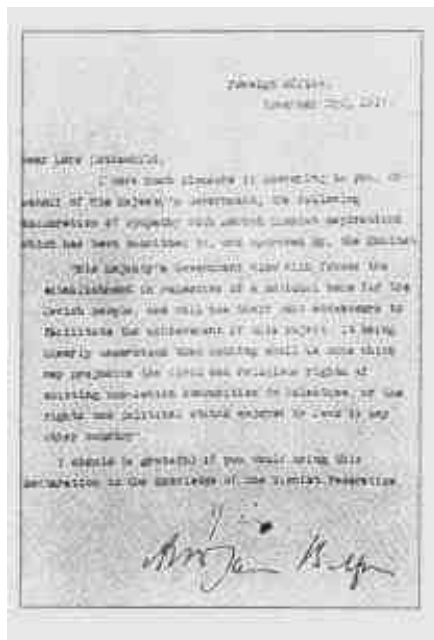 Foreign Office,
November 2nd, 1917.
Dear Lord Rothschild,
I have much pleasure in conveying to you, on
behalf of His Majesty's Government, the following
declaration of sympathy with Jewish Zionist aspirations
which has been submitted to, and approved by, the Cabinet
"His Majesty's Government view with favour the
establishment in Palestine of a national home for the
Jewish people, and will use their best endeavours to
facilitate the achievement of this object, it being
clearly understood that nothing shall be done which
may prejudice the civil and religious rights of
existing non-Jewish communities in Palestine, or the
rights and political status enjoyed by Jews in any
other country"
I should be grateful if you would bring this
declaration to the knowledge of the Zionist Federation